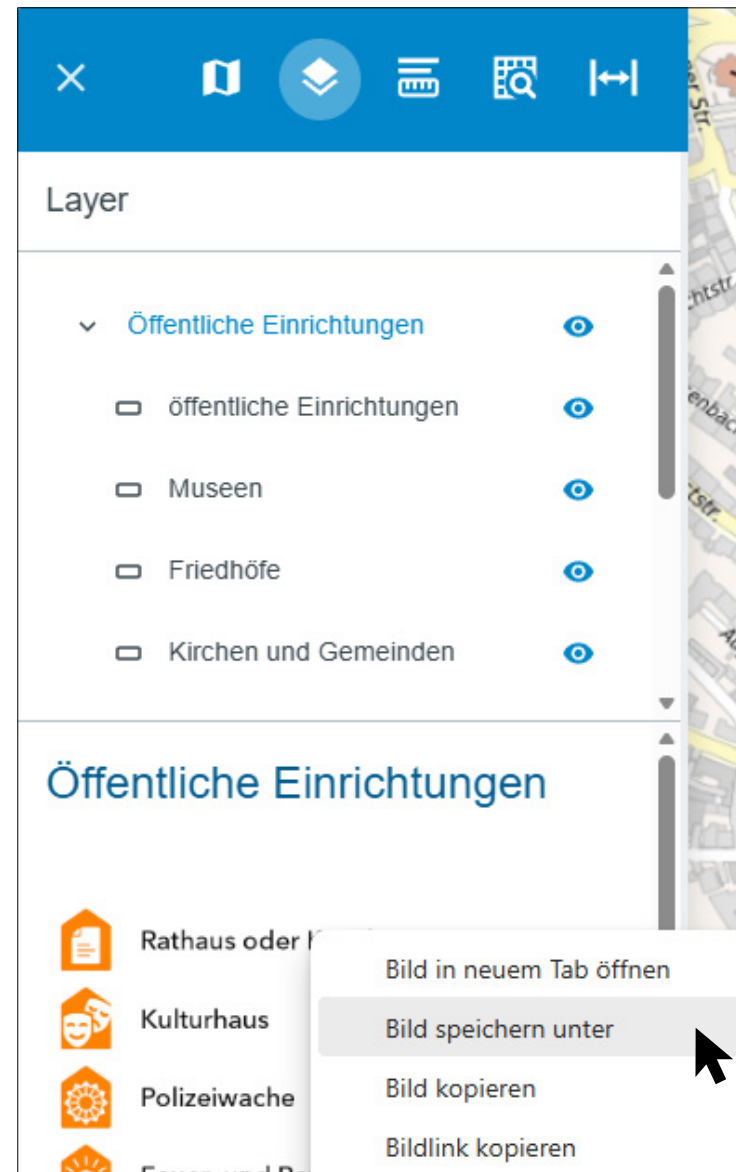 Layer
Öffentliche Einrichtungen
öffentliche Einrichtungen
Museen
Friedhöfe
Kirchen und Gemeinden
Öffentliche Einrichtungen
Rathaus oder
Kulturhaus
Polizeiwache
Bild in neuem Tab öffnen
Bild speichern unter
Bild kopieren
Bildlink kopieren